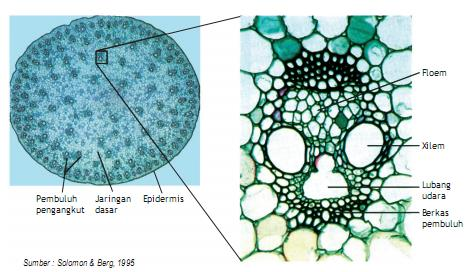 Floem
Xilem
Lubang
udara
Berkas
pembuluh
Pembuluh
pengangkut
Jaringan
dasar
Epidermis
Sumber : Solomon & Berg, 1995